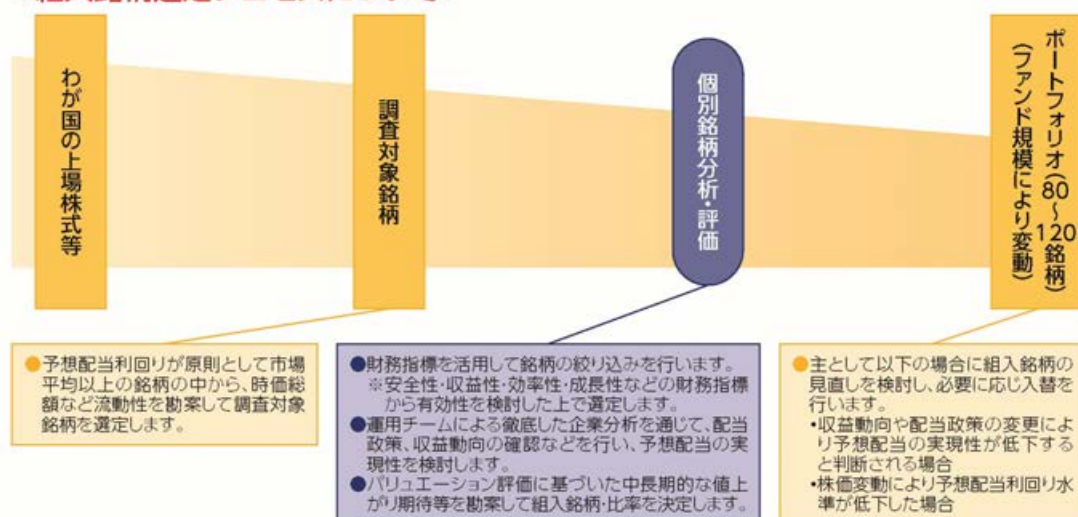 わが国の上場株式等
調査対象銘柄
個別銘柄分析・評価
ポートフォリオ(80～120銘柄)
(ファンド規模により変動)
●予想配当利回りが原則として市場
平均以上の銘柄の中から、時価総
額など流動性を勘案して調査対象
銘柄を選定します。
●財務指標を活用して銘柄の絞り込みを行います。
※安全性・収益性・効率性・成長性などの財務指標
から有効性を検討した上で選定します。
●運用チームによる徹底した企業分析を通じて、配当
政策、収益動向の確認などを行い、予想配当の実
現性を検討します。
●バリュエーション評価に基づいた中長期的な値上
がり期待等を勘案して組入銘柄・比率を決定します。
●主として以下の場合に組入銘柄の
見直しを検討し、必要に応じ入替を
行います。
•収益動向や配当政策の変更によ
り予想配当の実現性が低下する
と判断される場合
•株価変動により予想配当利回り水
準が低下した場合